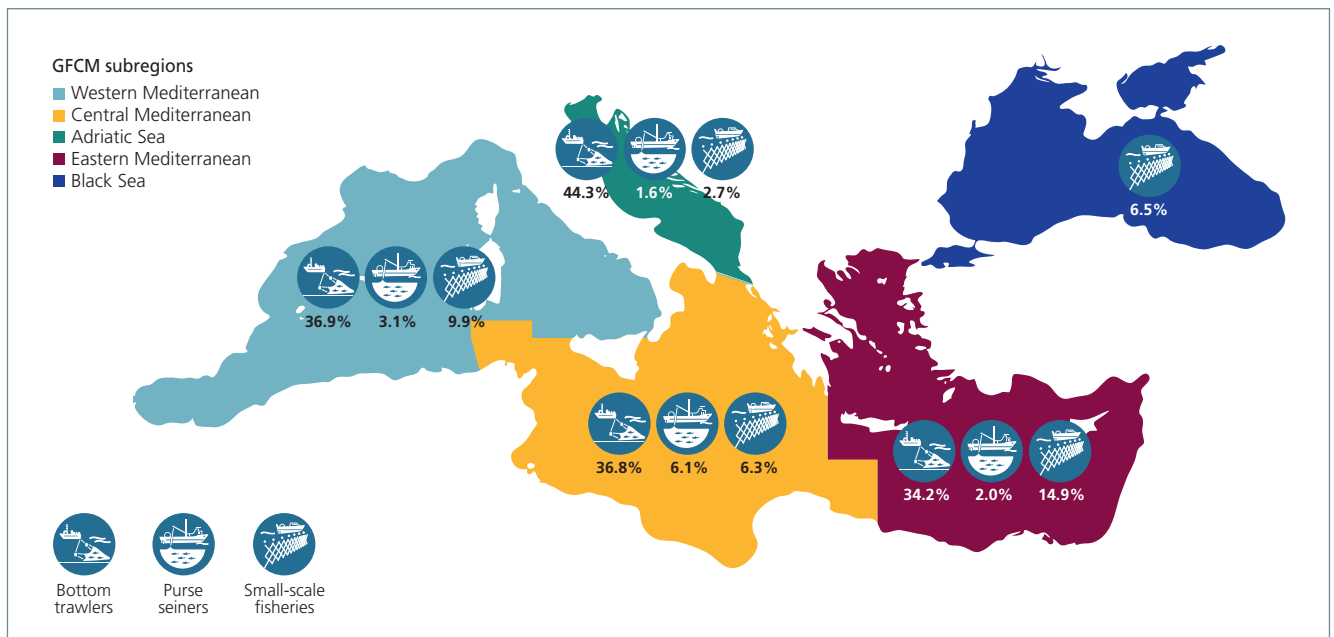 GFCM subregions
Western Mediterranean
Central Mediterranean
Adriatic Sea
Eastern Mediterranean
Black Sea
44.3% 1.6% 2.7%
6.5%
36.9% 3.1% 9.9%
36.8% 6.1% 6.3%
34.2% 2.0% 14.9%
Bottom
trawlers
Purse
seiners
Small-scale
fisheries